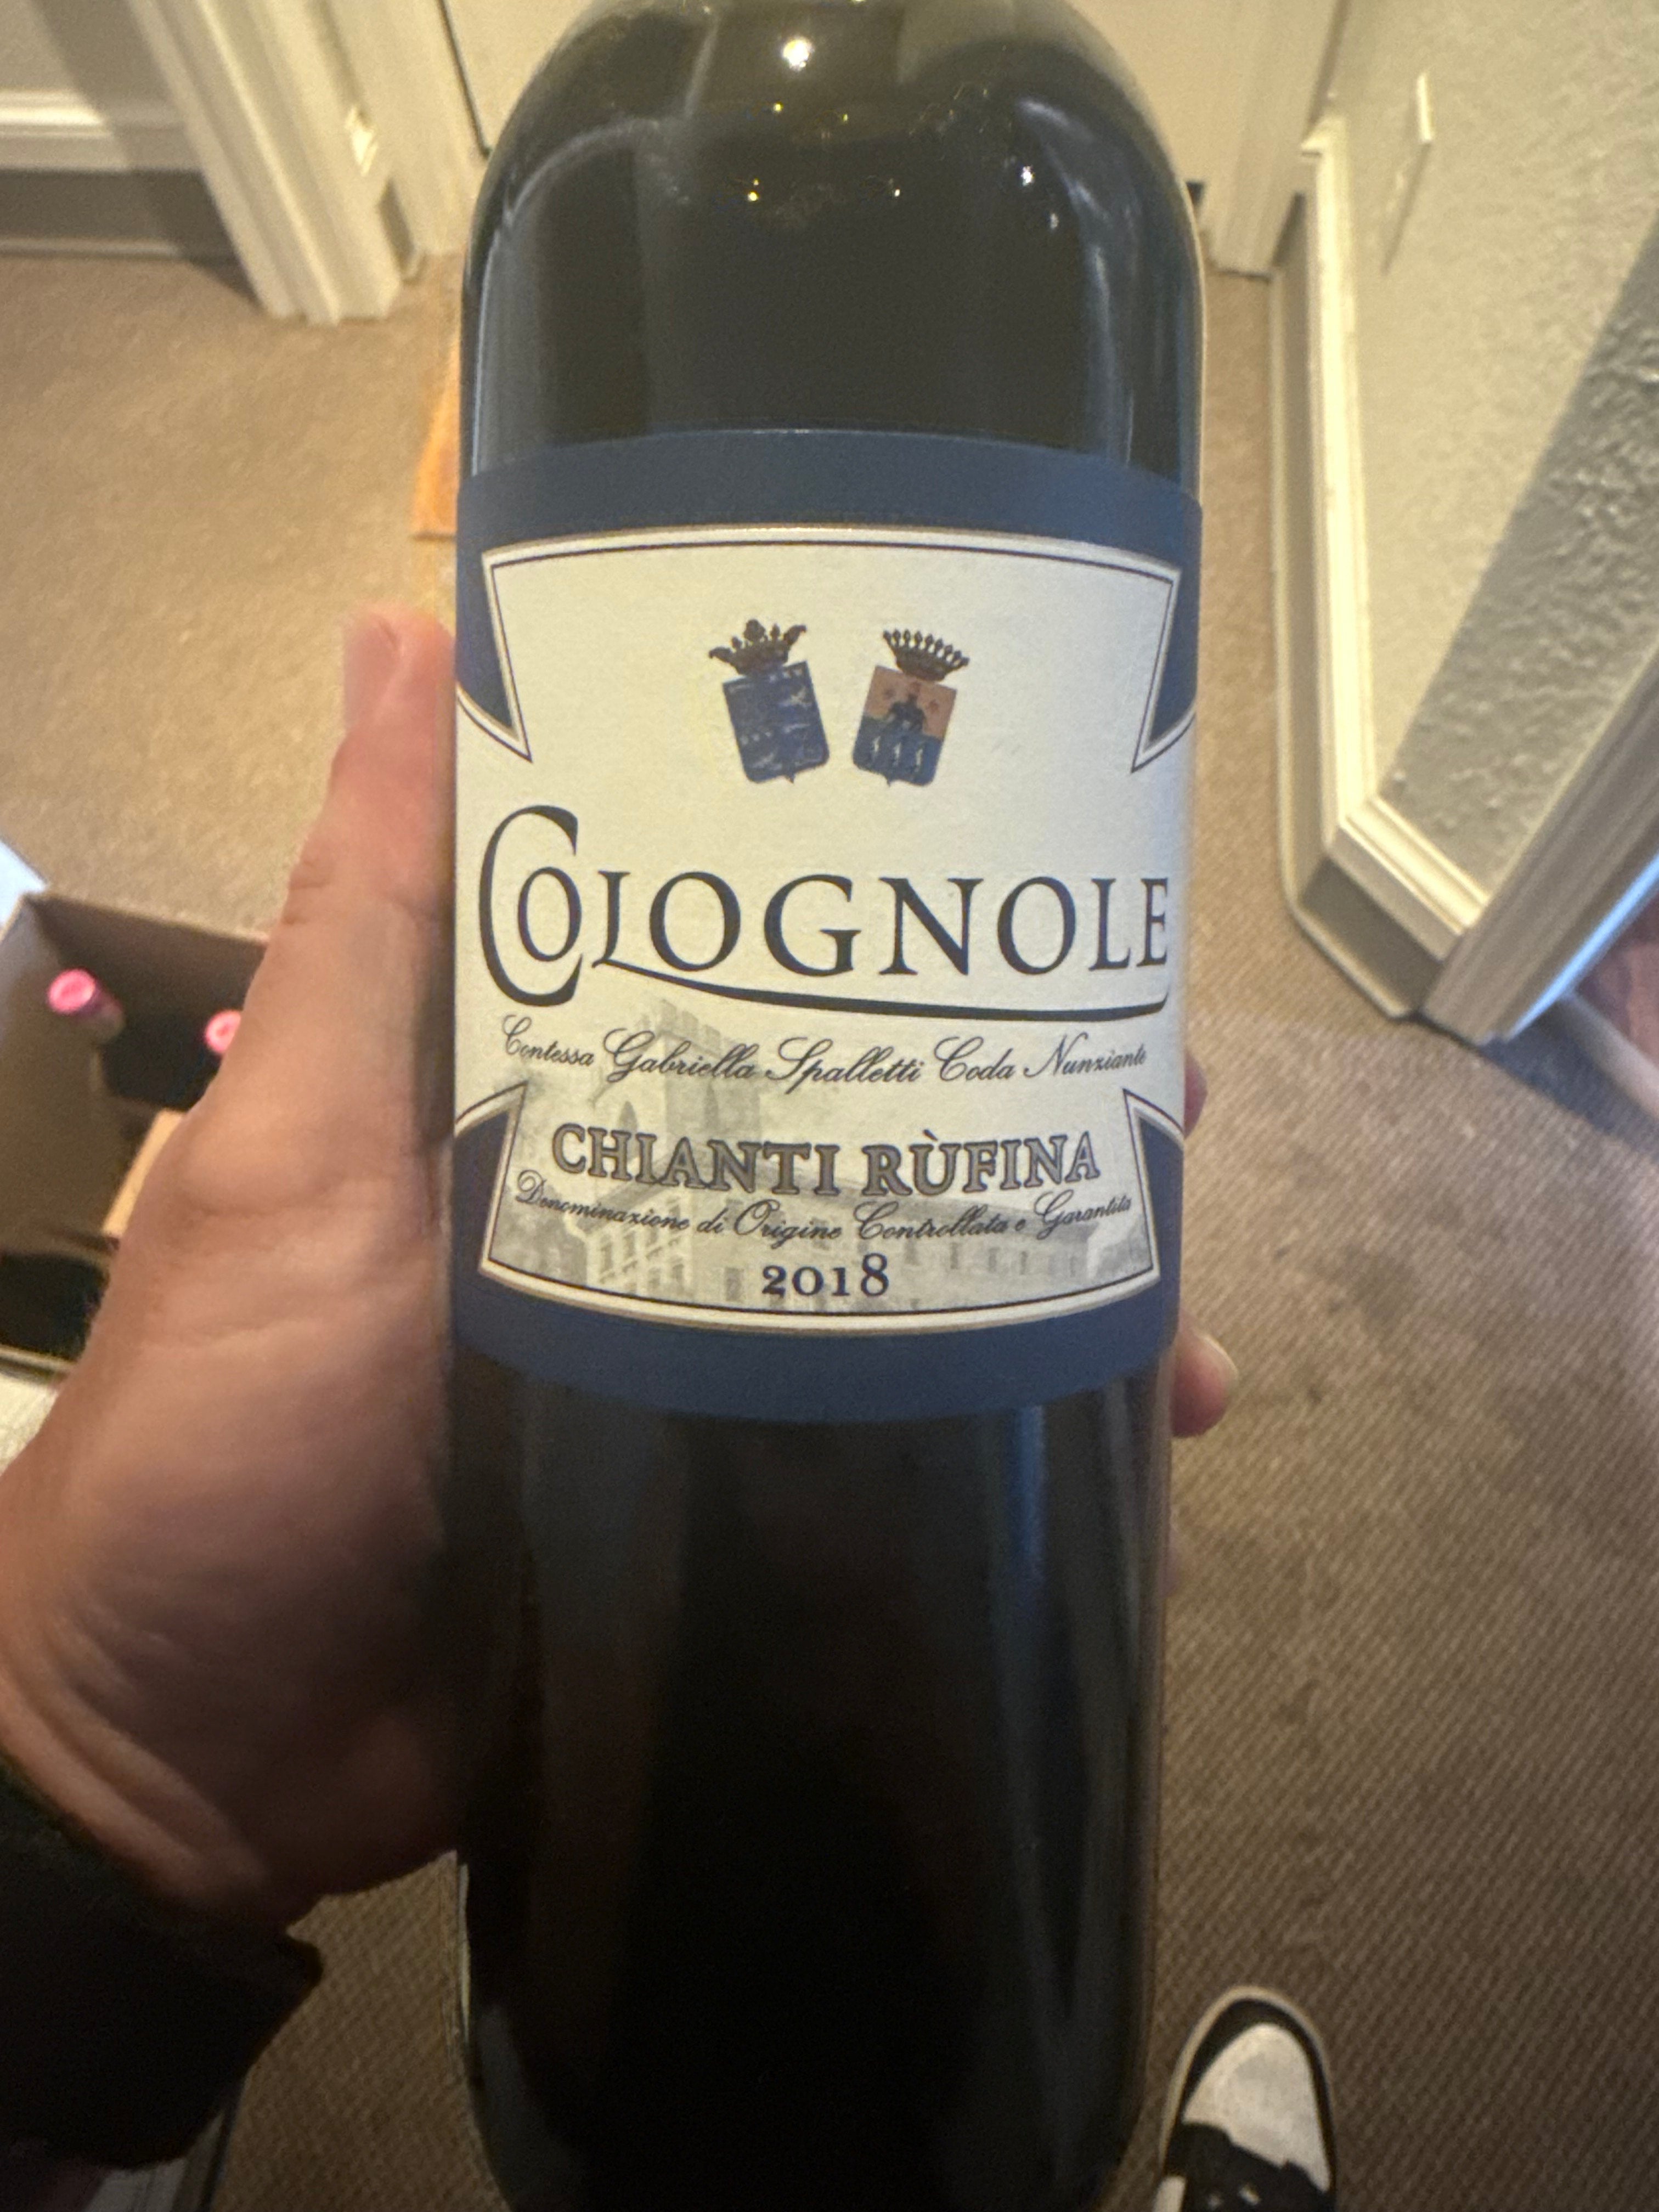 COLOGNOLE
Contessa Gabriella Spalletti Coda Nunziante
CHIANTI RÙFINA
Denominazione di Origine Controllata e Garantita
2018